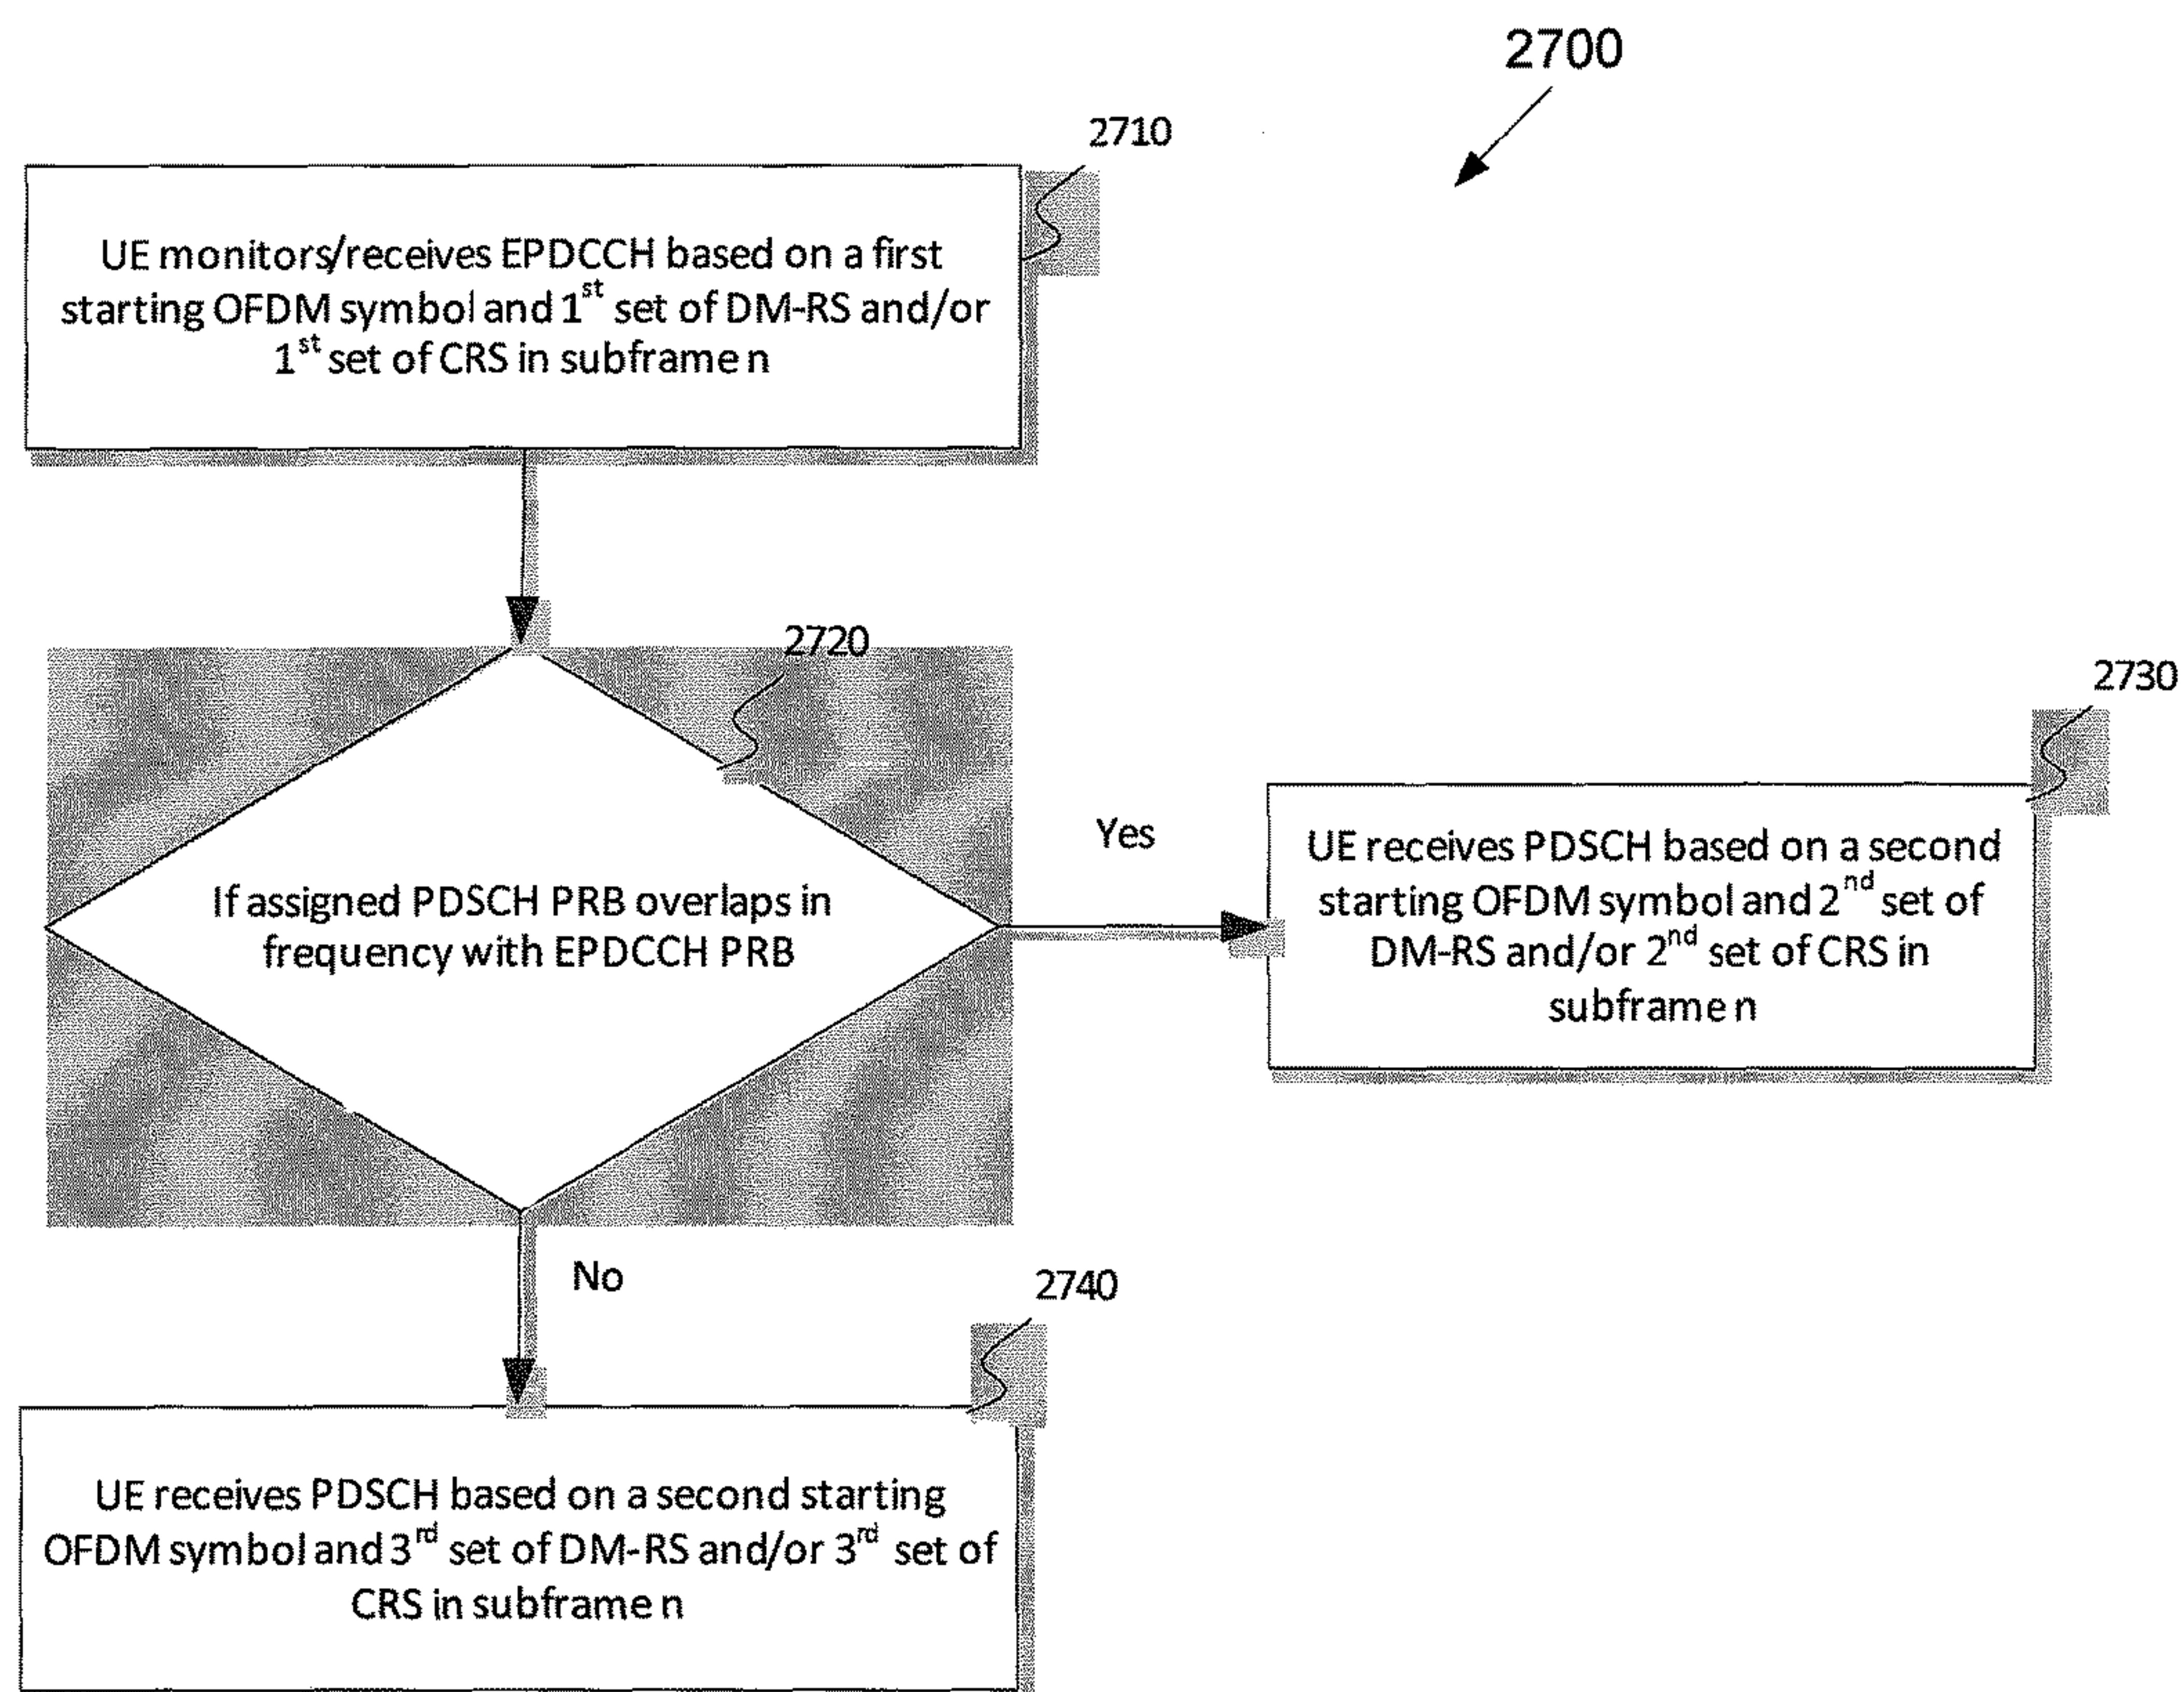 2700
2710
UE monitors/receives EPDCCH based on a first
starting OFDM symbol and 1st set of DM-RS and/or
1st set of CRS in subframe n
2720
2730
If assigned PDSCH PRB overlaps in
frequency with EPDCCH PRB
Yes
UE receives PDSCH based on a second
starting OFDM symbol and 2nd set of
DM-RS and/or 2nd set of CRS in
subframe n
No
2740
UE receives PDSCH based on a second starting
OFDM symbol and 3rd set of DM-RS and/or 3rd set of
CRS in subframe n